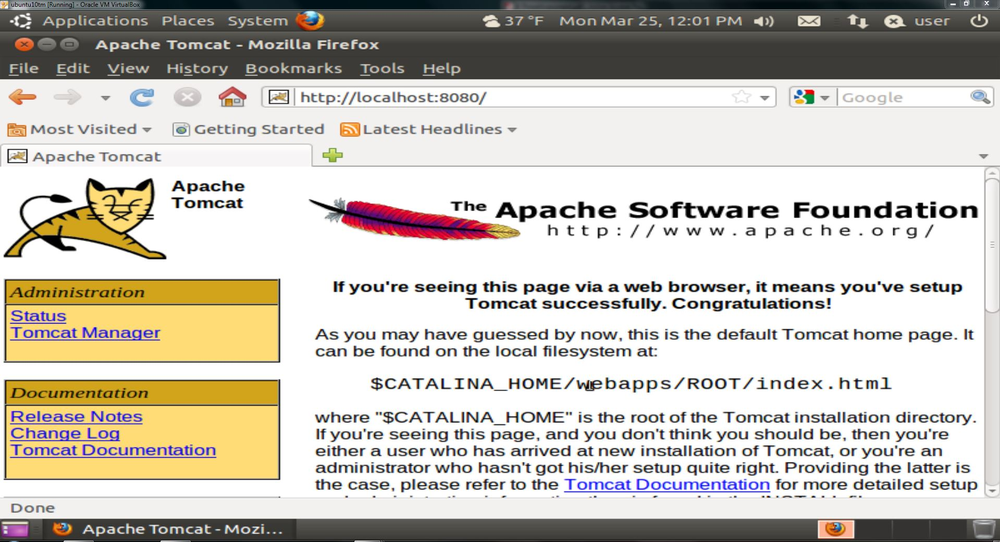 ubuntu10tm [Running] - Oracle VM VirtualBox
Applications Places System 37 °F Mon Mar 25, 12:01 PM user
Apache Tomcat - Mozilla Firefox
File Edit View History Bookmarks Tools Help
http://localhost:8080/ Google
Most Visited Getting Started Latest Headlines
Apache Tomcat
Apache
Tomcat
The Apache Software Foundation
http://www.apache.org/
Administration
Status
Tomcat Manager
Documentation
Release Notes
Change Log
Tomcat Documentation
If you're seeing this page via a web browser, it means you've setup
Tomcat successfully. Congratulations!
As you may have guessed by now, this is the default Tomcat home page. It
can be found on the local filesystem at:
$CATALINA_HOME/webapps/ROOT/index.html
where "$CATALINA_HOME" is the root of the Tomcat installation directory.
If you're seeing this page, and you don't think you should be, then you're
either a user who has arrived at new installation of Tomcat, or you're an
administrator who hasn't got his/her setup quite right. Providing the latter is
the case, please refer to the Tomcat Documentation for more detailed setup
Done
Apache Tomcat - Mozi...